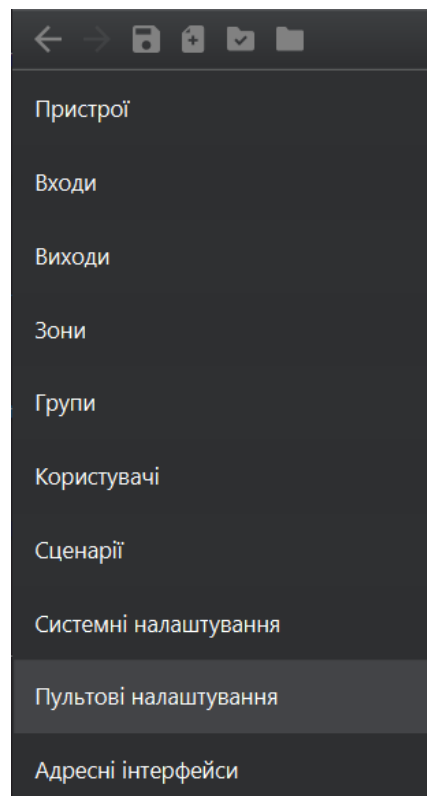 Пристрої
Входи
Виходи
Зони
Групи
Користувачі
Сценарії
Системні налаштування
Пультові налаштування
Адресні інтерфейси